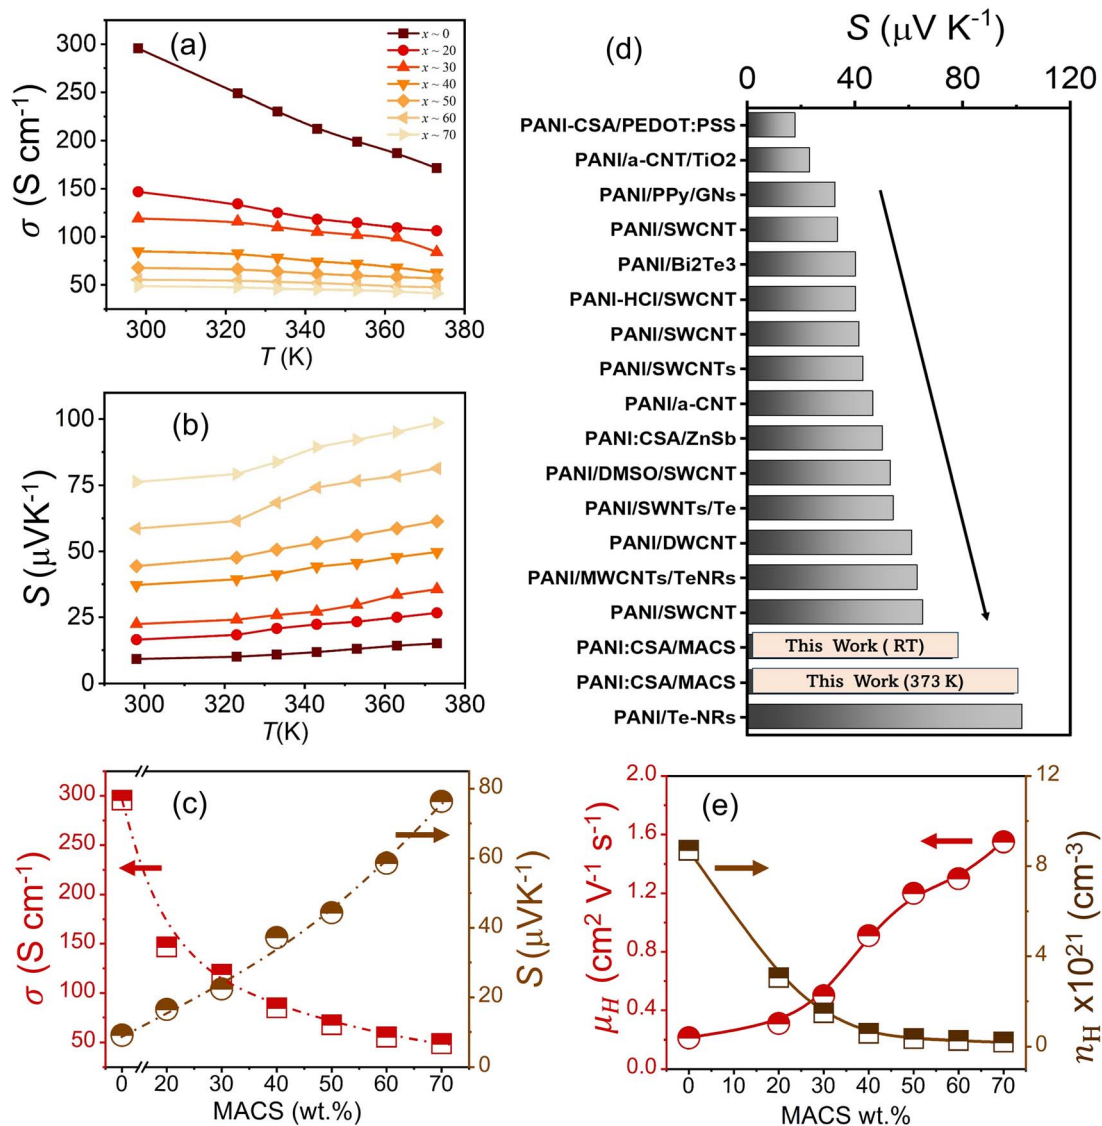 (a)
x ~ 0
x ~ 20
x ~ 30
x ~ 40
x ~ 50
x ~ 60
x ~ 70
300
250
200
150
100
50
σ (S cm-1)
300 320 340 360 380
T (K)
(b)
100
75
50
25
0
S (μVK-1)
300 320 340 360 380
T(K)
(d)
S (μV K-1)
0 40 80 120
PANI-CSA/PEDOT:PSS
PANI/a-CNT/TiO2
PANI/PPy/GNs
PANI/SWCNT
PANI/Bi2Te3
PANI-HCl/SWCNT
PANI/SWCNT
PANI/SWCNTs
PANI/a-CNT
PANI:CSA/ZnSb
PANI/DMSO/SWCNT
PANI/SWNTs/Te
PANI/DWCNT
PANI/MWCNTs/TeNRs
PANI/SWCNT
PANI:CSA/MACS This Work ( RT)
PANI:CSA/MACS This Work (373 K)
PANI/Te-NRs
(c)
300
250
200
150
100
50
σ (S cm-1)
80
60
40
20
0
S (μVK-1)
0 20 30 40 50 60 70
MACS (wt.%)
(e)
2.0
1.6
1.2
0.8
0.4
0.0
μH (cm2 V-1 s-1)
12
8
4
0
nH x1021 (cm-3)
0 10 20 30 40 50 60 70
MACS wt.%